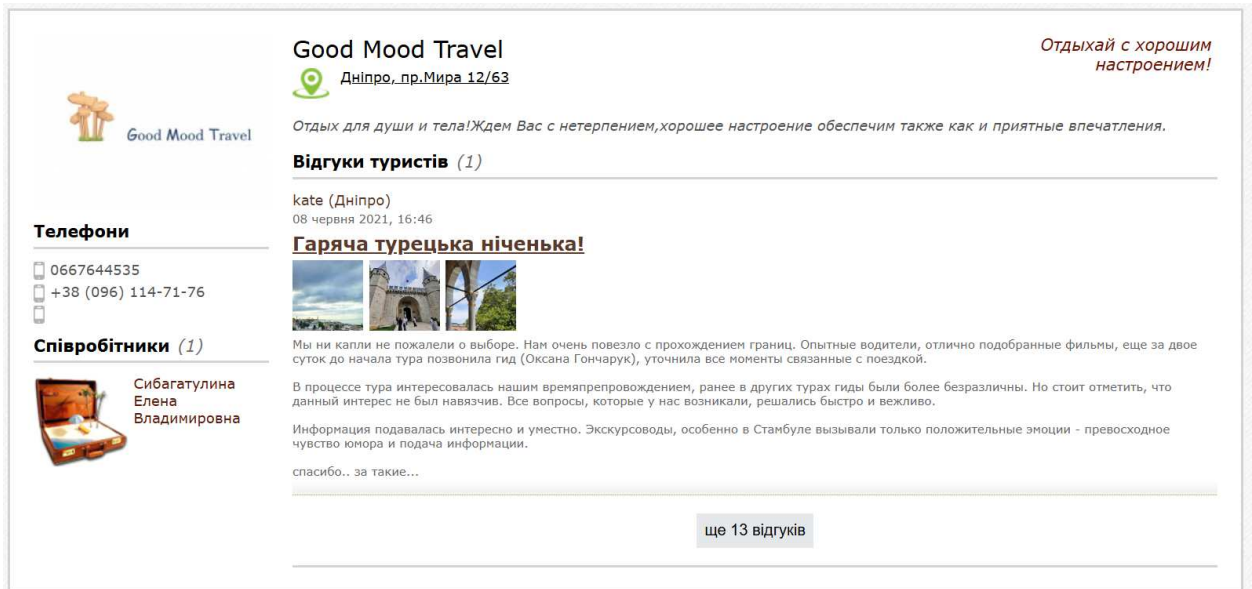 Good Mood Travel
Телефони
0667644535
+38 (096) 114-71-76
Співробітники (1)
Сибагатулина
Елена
Владимировна
Good Mood Travel
Дніпро, пр.Мира 12/63
Отдыхай с хорошим
настроением!
Отдых для души и тела!Ждем Вас с нетерпением,хорошее настроение обеспечим также как и приятные впечатления.
Відгуки туристів (1)
kate (Дніпро)
08 червня 2021, 16:46
Гаряча турецька ніченька!
Мы ни капли не пожалели о выборе. Нам очень повезло с прохождением границ. Опытные водители, отлично подобранные фильмы, еще за двое
суток до начала тура позвонила гид (Оксана Гончарук), уточнила все моменты связанные с поездкой.
В процессе тура интересовалась нашим времяпрепровождением, ранее в других турах гиды были более безразличны. Но стоит отметить, что
данный интерес не был навязчив. Все вопросы, которые у нас возникали, решались быстро и вежливо.
Информация подавалась интересно и уместно. Экскурсоводы, особенно в Стамбуле вызывали только положительные эмоции - превосходное
чувство юмора и подача информации.
спасибо.. за такие...
ще 13 відгуків